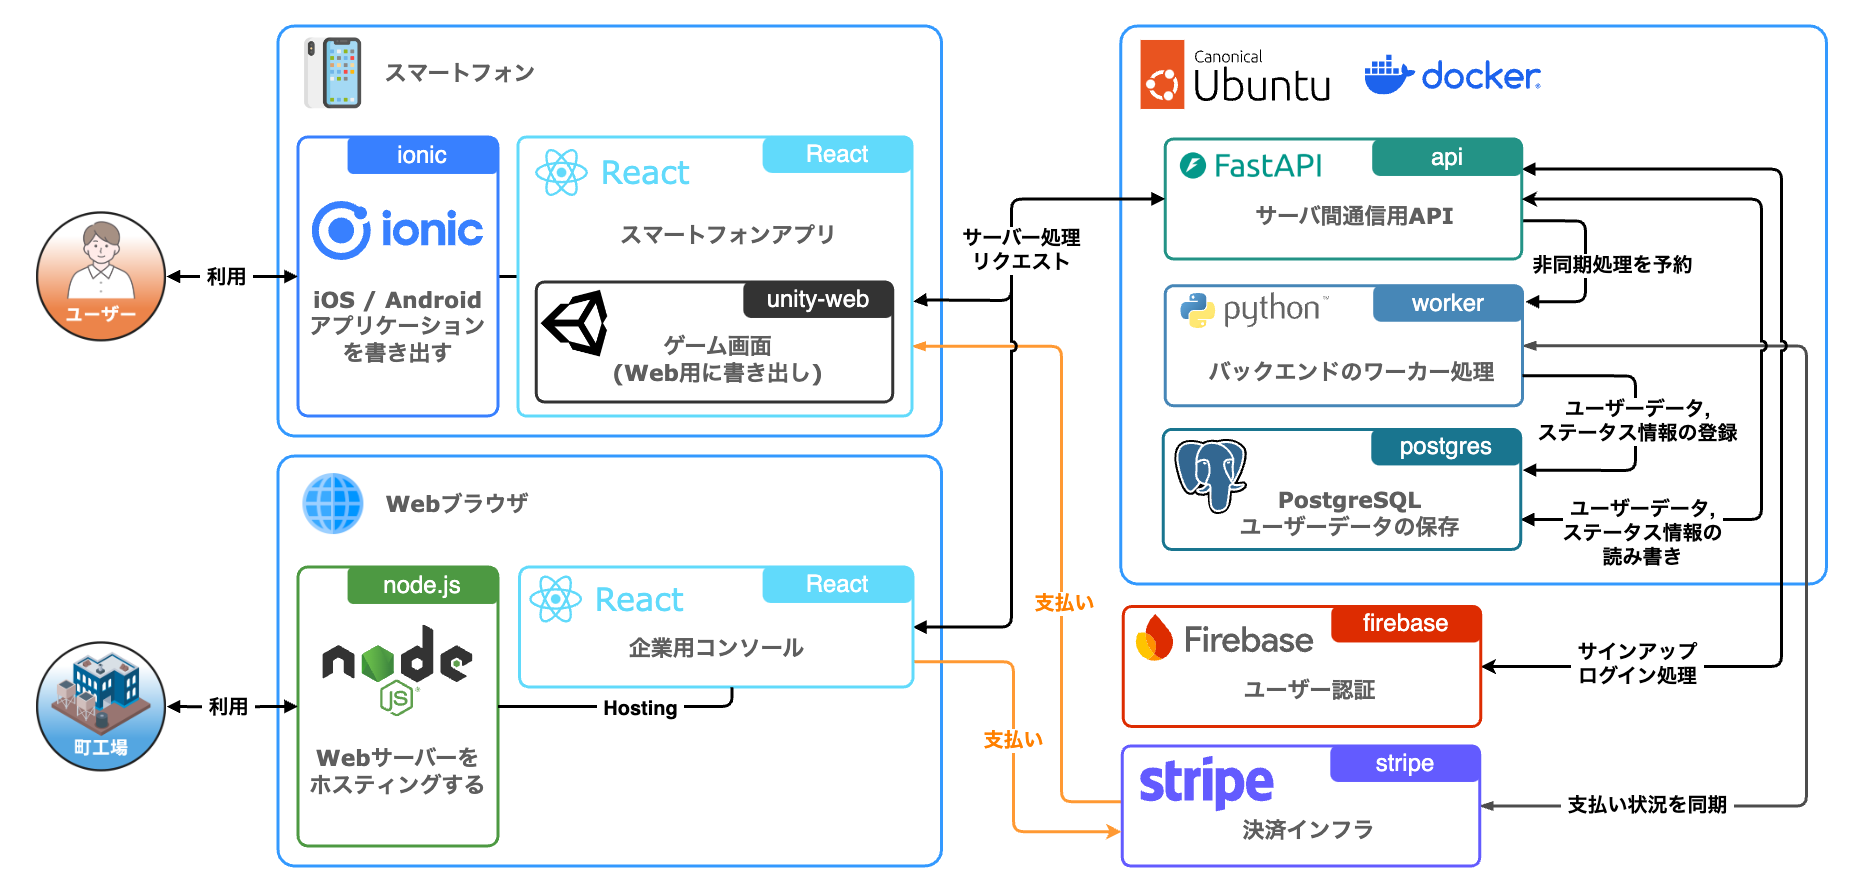 スマートフォン
ionic
ionic
iOS / Android
アプリケーション
を書き出す
React
React
スマートフォンアプリ
unity-web
ゲーム画面
(Web用に書き出し)
ユーザー
利用
Webブラウザ
node.js
node
JS
Webサーバーを
ホスティングする
React
React
企業用コンソール
Hosting
町工場
利用
サーバー処理
リクエスト
支払い
支払い
Canonical
Ubuntu
docker
FastAPI
api
サーバ間通信用API
非同期処理を予約
python
worker
バックエンドのワーカー処理
ユーザーデータ,
ステータス情報の登録
postgres
PostgreSQL
ユーザーデータの保存
ユーザーデータ,
ステータス情報の
読み書き
Firebase
firebase
ユーザー認証
サインアップ
ログイン処理
stripe
stripe
決済インフラ
支払い状況を同期